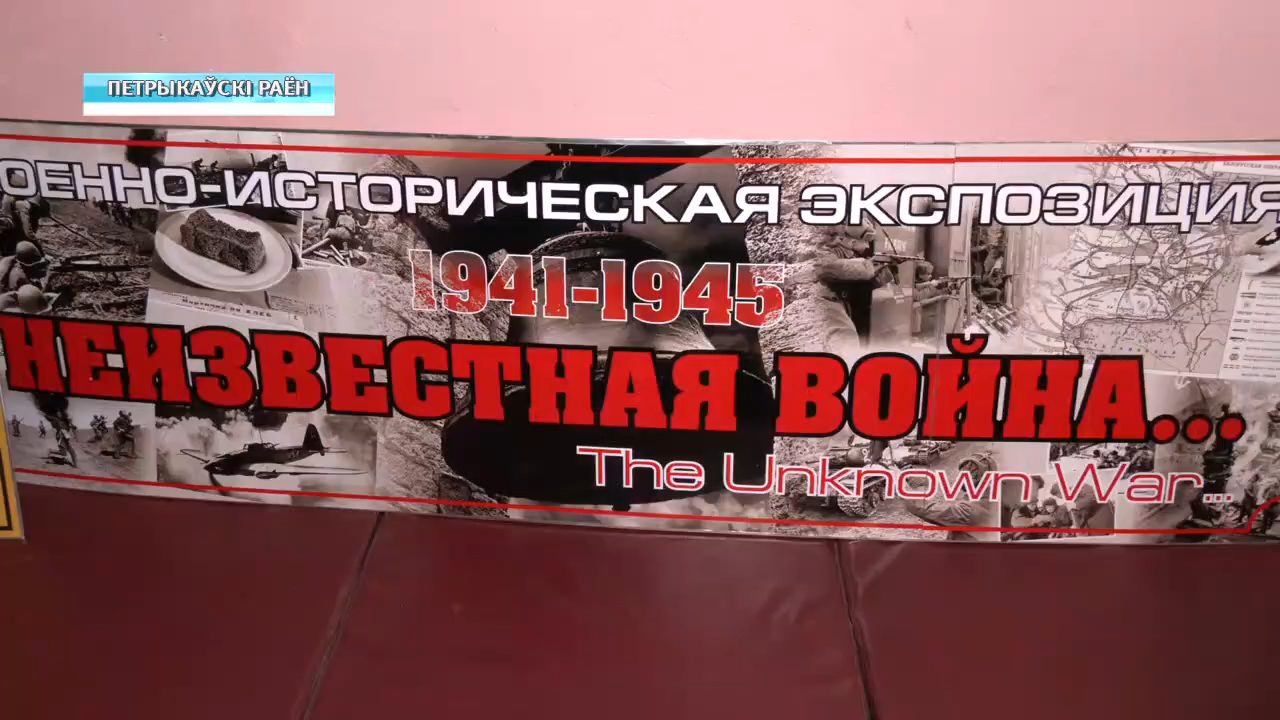 ПЕТРЫКАЎСКІ РАЁН
ОЕННО-ИСТОРИЧЕСКАЯ ЭКСПОЗИЦИЯ
1941-1945
НЕИЗВЕСТНАЯ ВОЙНА...
The Unknown War...